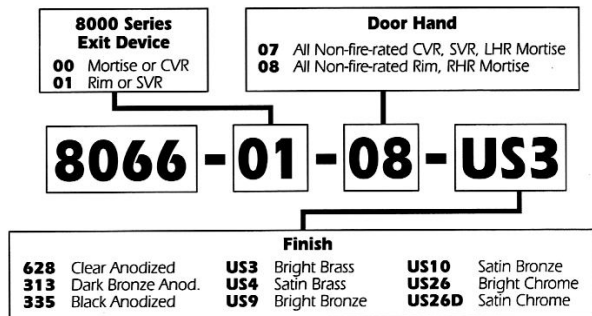 8000 Series
Exit Device
00 Mortise or CVR
01 Rim or SVR
Door Hand
07 All Non-fire-rated CVR, SVR, LHR Mortise
08 All Non-fire-rated Rim, RHR Mortise
8066-01-08-US3
Finish
628 Clear Anodized US3 Bright Brass US10 Satin Bronze
313 Dark Bronze Anod. US4 Satin Brass US26 Bright Chrome
335 Black Anodized US9 Bright Bronze US26D Satin Chrome